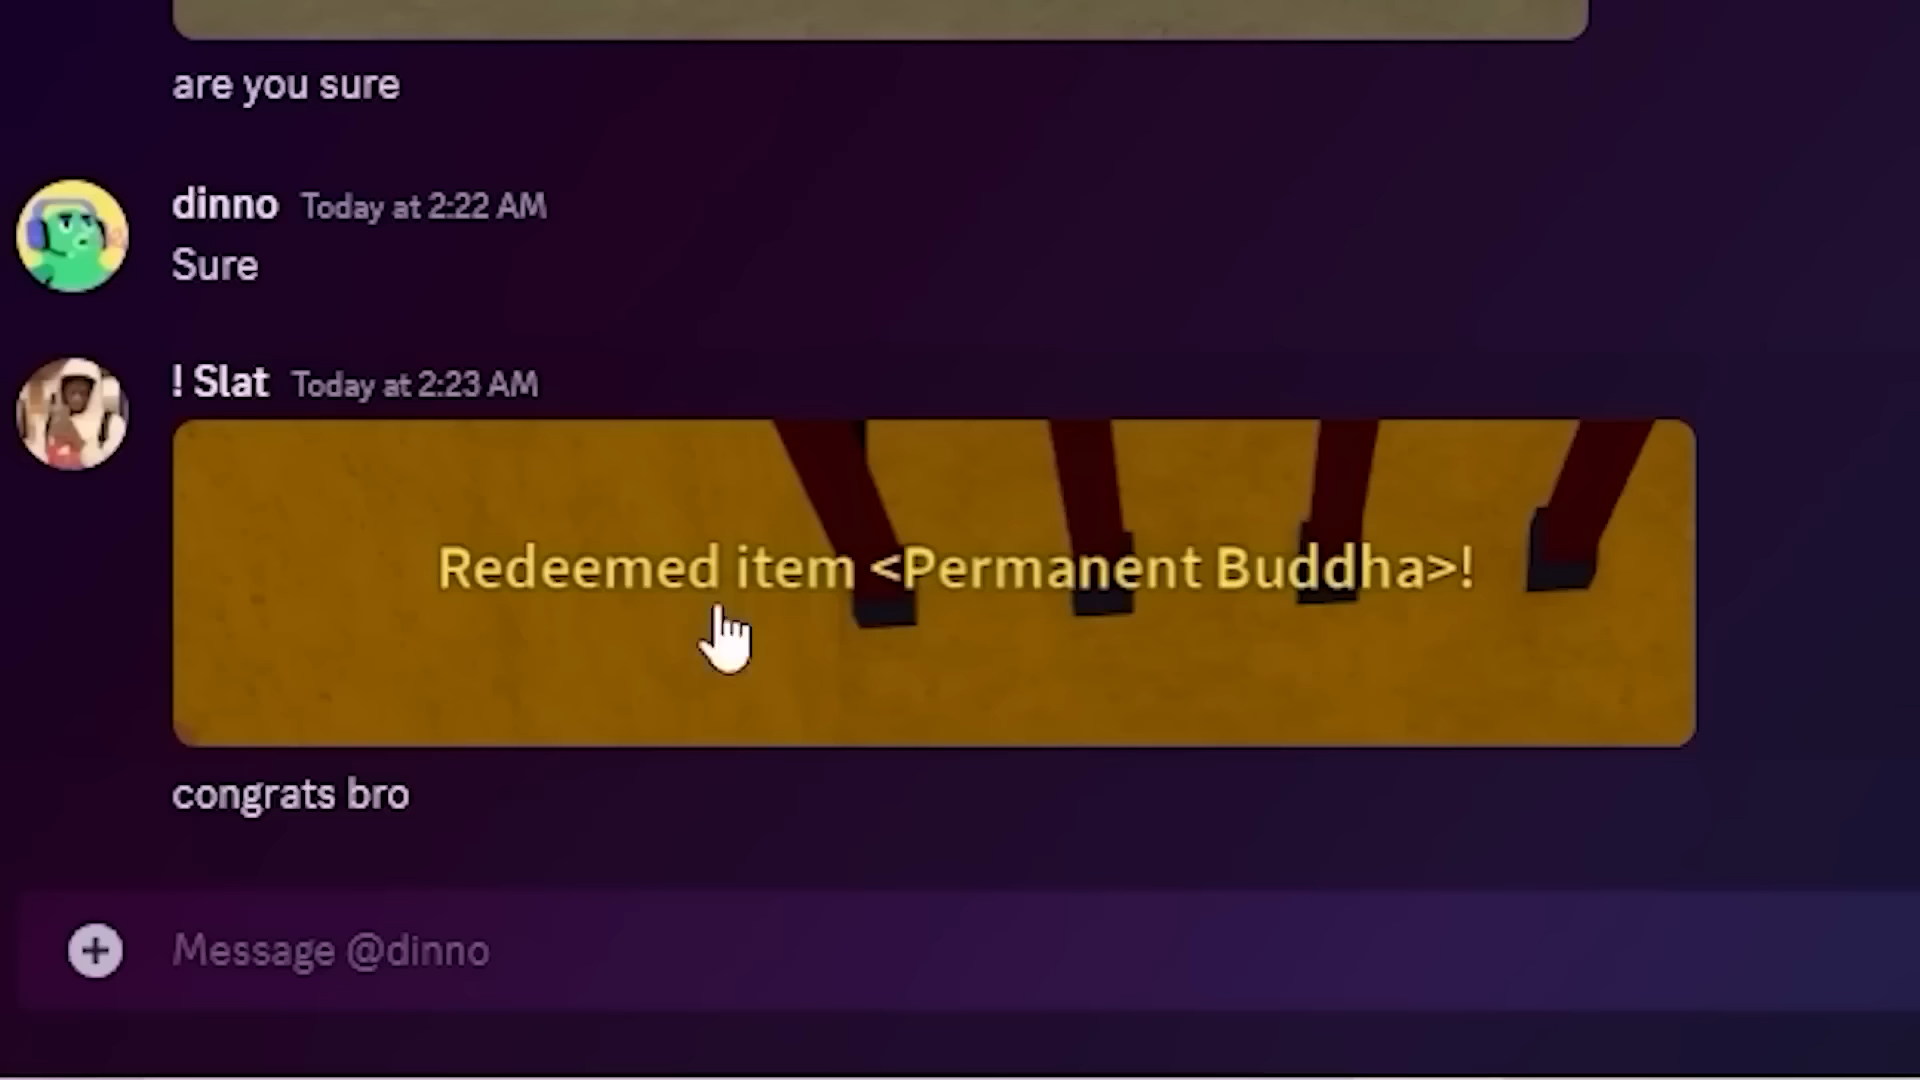 are you sure
dinno Today at 2:22 AM
Sure
! Slat Today at 2:23 AM
Redeemed item <Permanent Buddha>!
congrats bro
Message @dinno